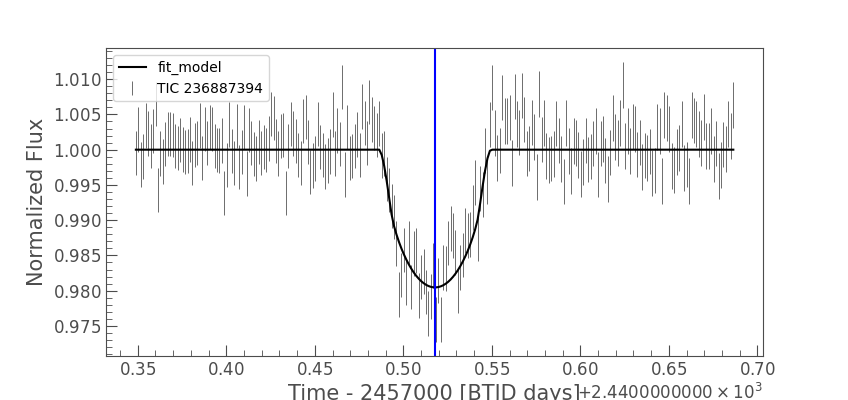 fit_model
TIC 236887394
Normalized Flux
1.010
1.005
1.000
0.995
0.990
0.985
0.980
0.975
0.35 0.40 0.45 0.50 0.55 0.60 0.65 0.70
Time - 2457000 [BTJD days]
+2.4400000000 × 10³